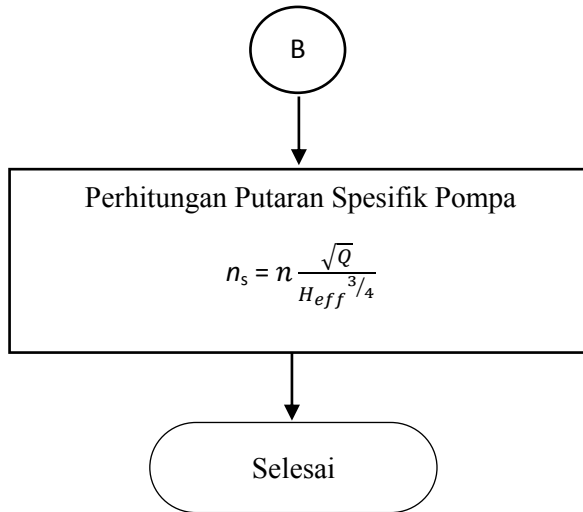 B
Perhitungan Putaran Spesifik Pompa
nₛ = n √Q / H_eff^3/4
Selesai